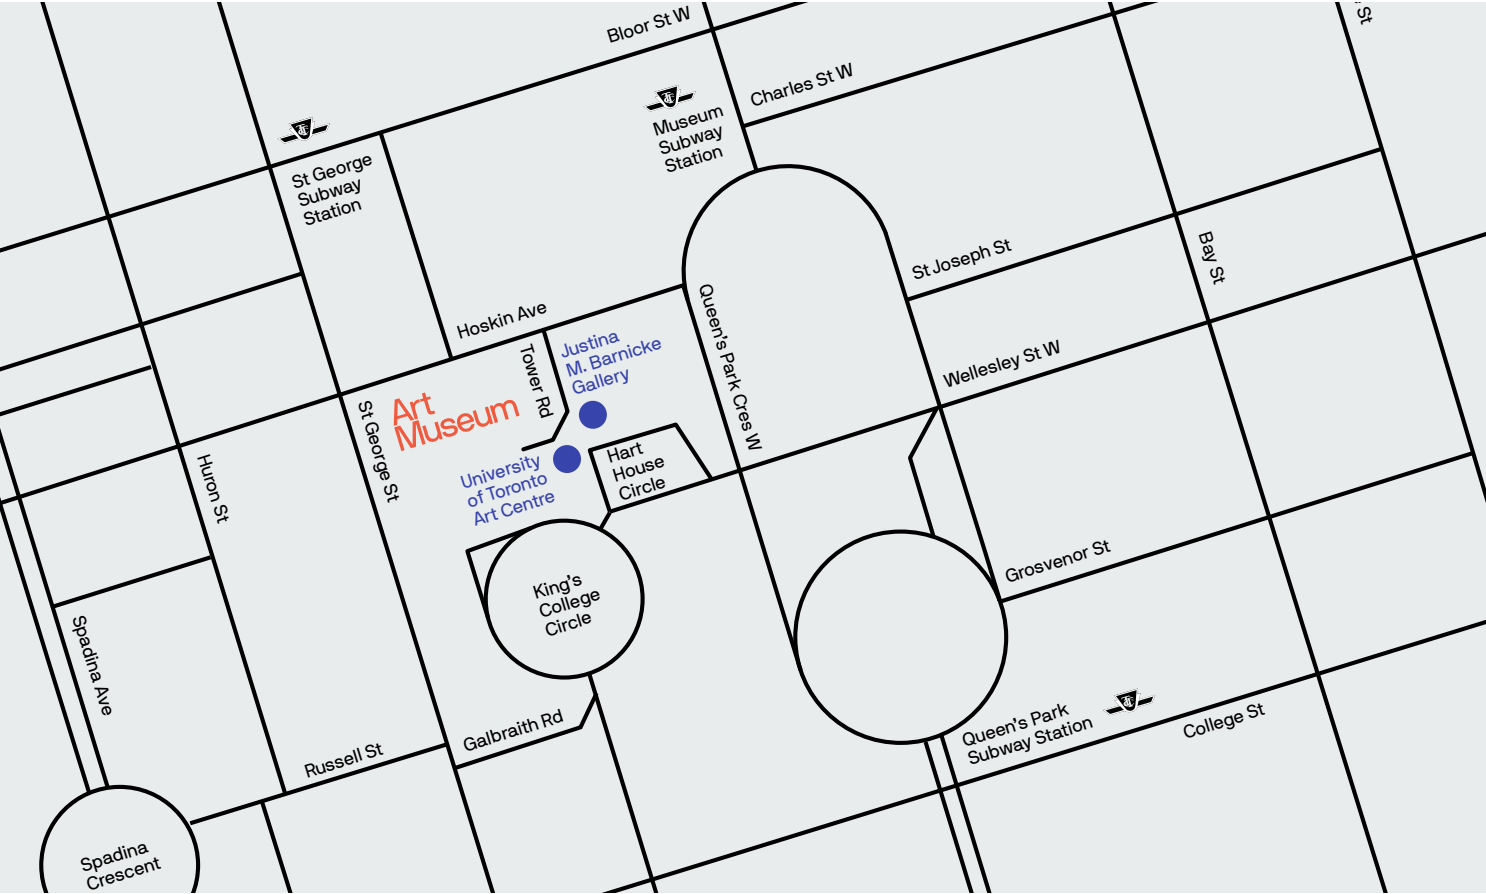 Bloor St W
St
Charles St W
Museum
Subway
Station
St George
Subway
Station
St Joseph St
Bay St
Hoskin Ave
Queen's Park Cres W
Justina
M. Barnicke
Gallery
Tower Rd
Wellesley St W
Art
Museum
St George St
Huron St
University
of Toronto
Art Centre
Hart
House
Circle
Grosvenor St
King's
College
Circle
Spadina Ave
Galbraith Rd
Russell St
Queen's Park
Subway Station
College St
Spadina
Crescent